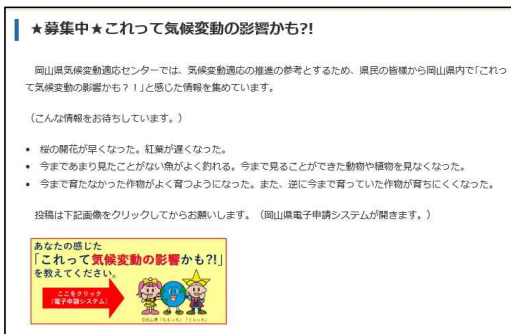 ★募集中★これって気候変動の影響かも?!
岡山県気候変動適応センターでは、気候変動適応の推進の参考とするため、県民の皆様から岡山県内で「これっ
て気候変動の影響かも？！」と感じた情報を集めています。
（こんな情報をお待ちしています。）
• 桜の開花が早くなった。紅葉が遅くなった。
• 今まであまり見たことがない魚がよく釣れる。今まで見ることができた動物や植物を見なくなった。
• 今まで育たなかった作物がよく育つようになった。また、逆に今まで育っていた作物が育ちにくくなった。
投稿は下記画像をクリックしてからお願いします。（岡山県電子申請システムが開きます。）
あなたの感じた
「これって気候変動の影響かも?!」
を教えてください。
ここをクリック
（電子申請システム）
©岡山県「ももっち」「うらっち」